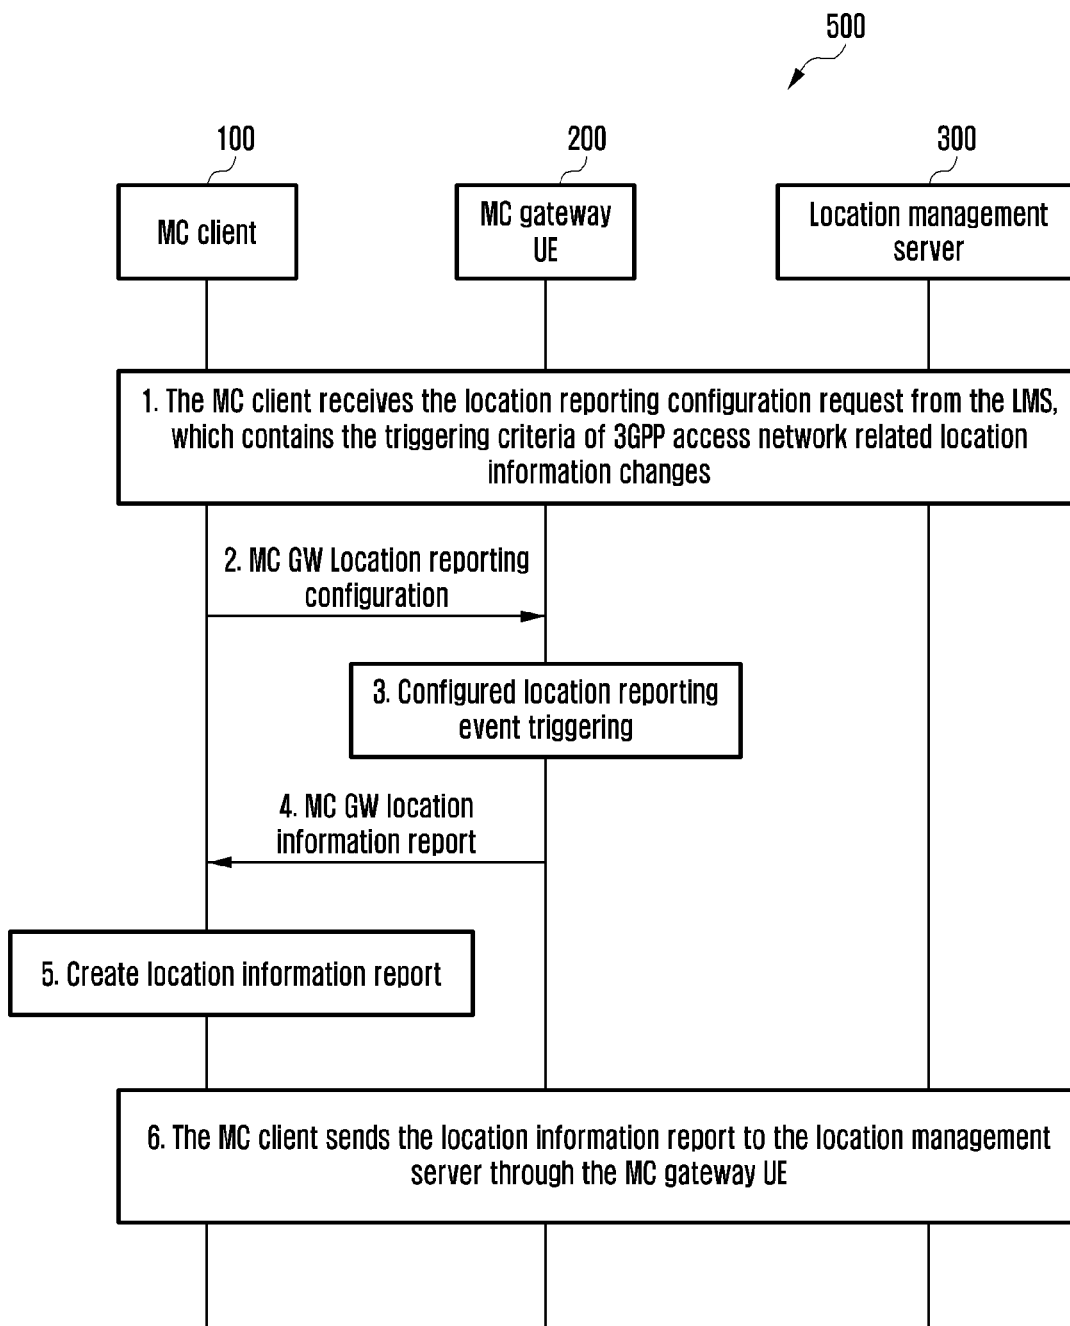 500
100
200
300
MC client
MC gateway
UE
Location management
server
1. The MC client receives the location reporting configuration request from the LMS,
which contains the triggering criteria of 3GPP access network related location
information changes
2. MC GW Location reporting
configuration
3. Configured location reporting
event triggering
4. MC GW location
information report
5. Create location information report
6. The MC client sends the location information report to the location management
server through the MC gateway UE